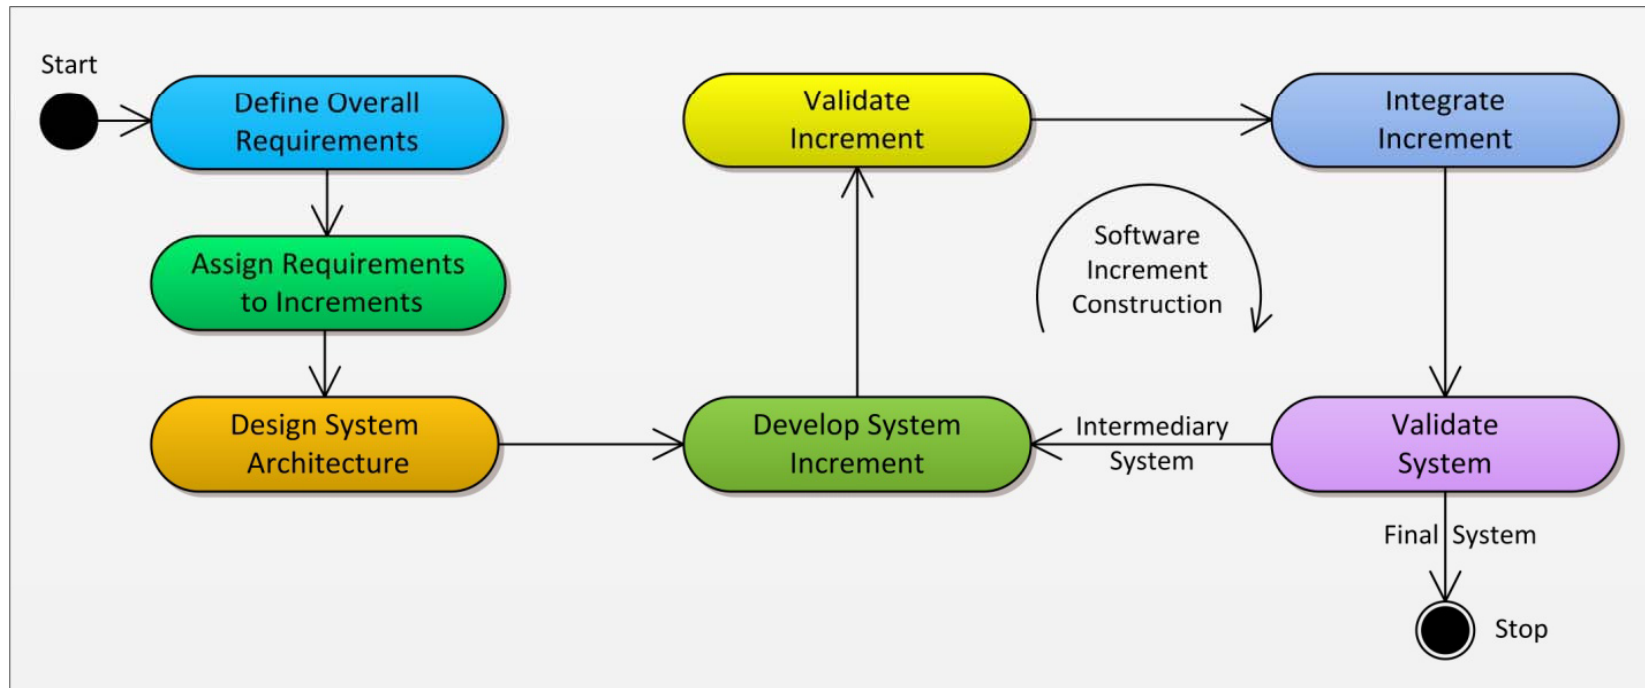 Start
Define Overall
Requirements
Assign Requirements
to Increments
Design System
Architecture
Develop System
Increment
Validate
Increment
Integrate
Increment
Software
Increment
Construction
Validate
System
Intermediary
System
Final System
Stop